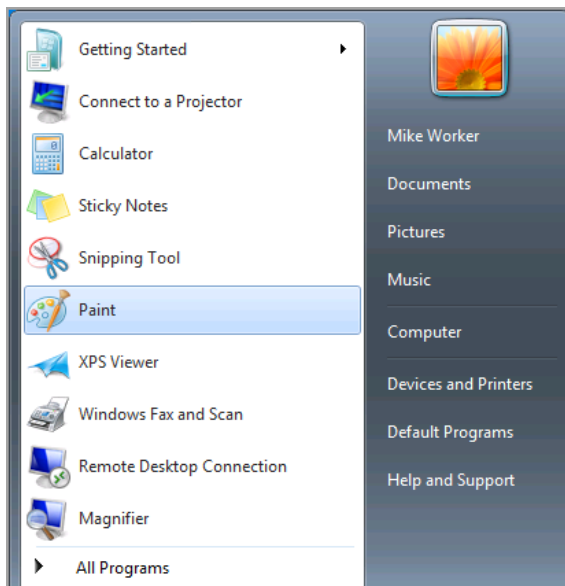 Getting Started
Connect to a Projector
Calculator
Sticky Notes
Snipping Tool
Paint
XPS Viewer
Windows Fax and Scan
Remote Desktop Connection
Magnifier
All Programs
Mike Worker
Documents
Pictures
Music
Computer
Devices and Printers
Default Programs
Help and Support